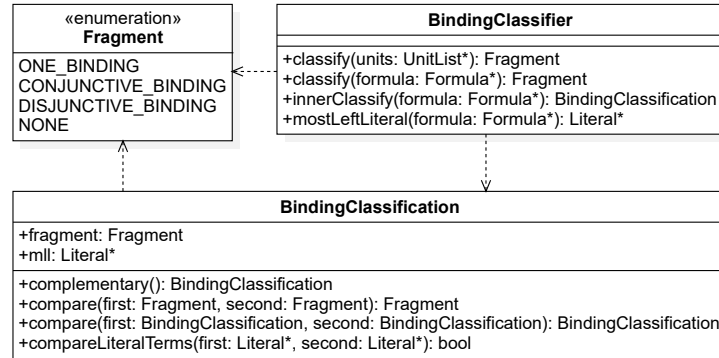 «enumeration»
Fragment
ONE_BINDING
CONJUNCTIVE_BINDING
DISJUNCTIVE_BINDING
NONE
BindingClassifier
+classify(units: UnitList*): Fragment
+classify(formula: Formula*): Fragment
+innerClassify(formula: Formula*): BindingClassification
+mostLeftLiteral(formula: Formula*): Literal*
BindingClassification
+fragment: Fragment
+mll: Literal*
+complementary(): BindingClassification
+compare(first: Fragment, second: Fragment): Fragment
+compare(first: BindingClassification, second: BindingClassification): BindingClassification
+compareLiteralTerms(first: Literal*, second: Literal*): bool